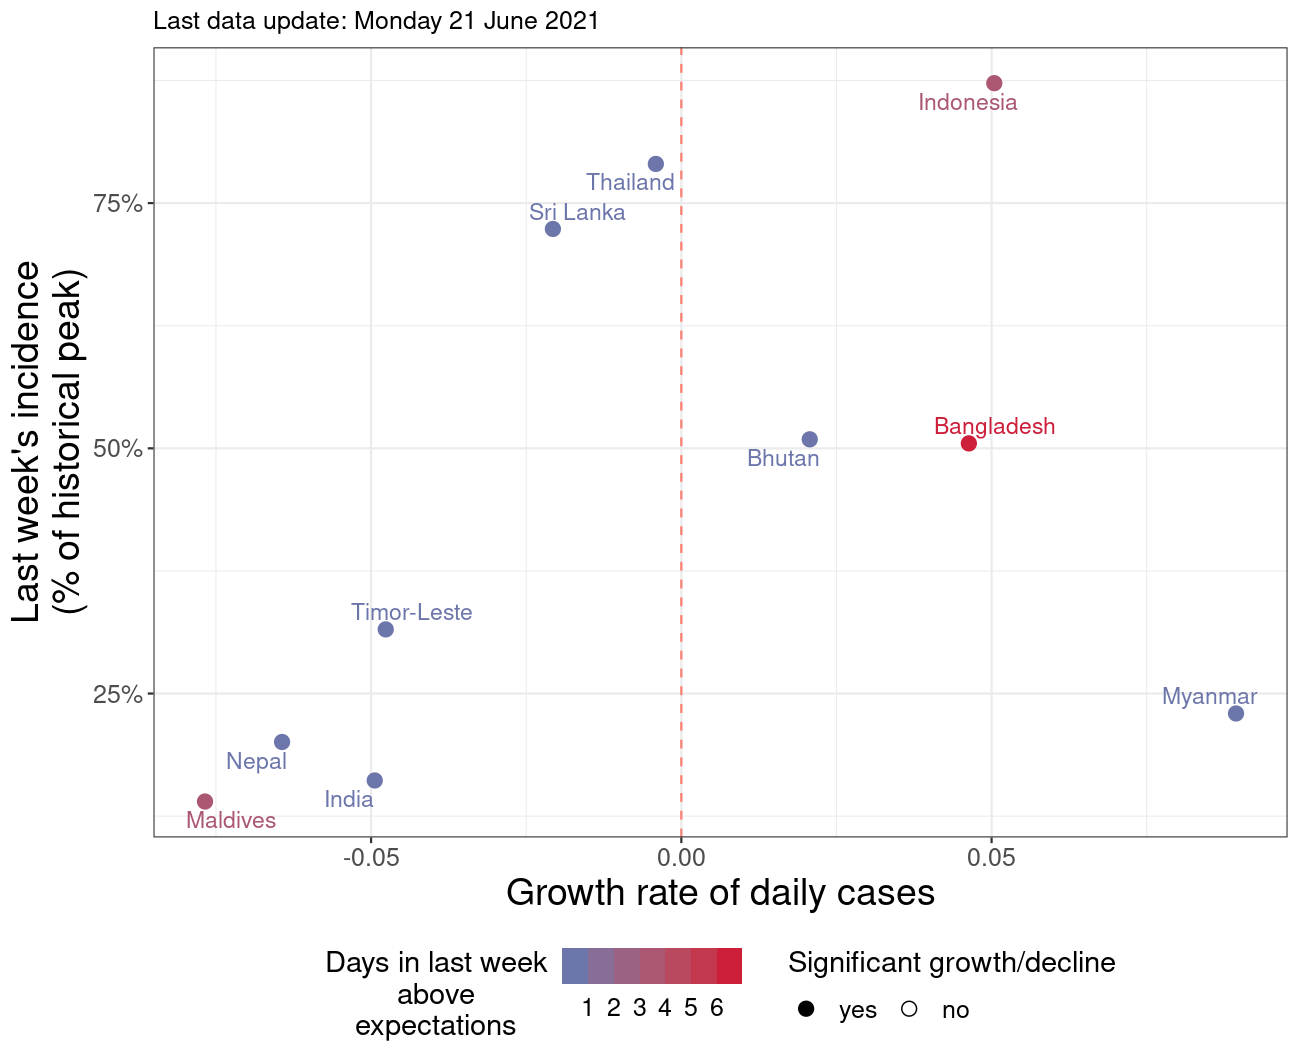 Last data update: Monday 21 June 2021
Indonesia
Thailand
75%
Sri Lanka
Last week's incidence
(% of historical peak)
Bangladesh
50%
Bhutan
Timor-Leste
25%
Myanmar
Nepal
India
Maldives
-0.05 0.00 0.05
Growth rate of daily cases
Days in last week
above
expectations
1 2 3 4 5 6
Significant growth/decline
yes no